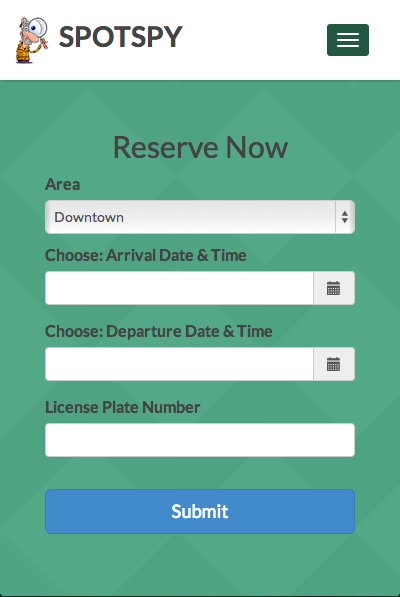 SPOTSPY
Reserve Now
Area
Downtown
Choose: Arrival Date & Time
Choose: Departure Date & Time
License Plate Number
Submit